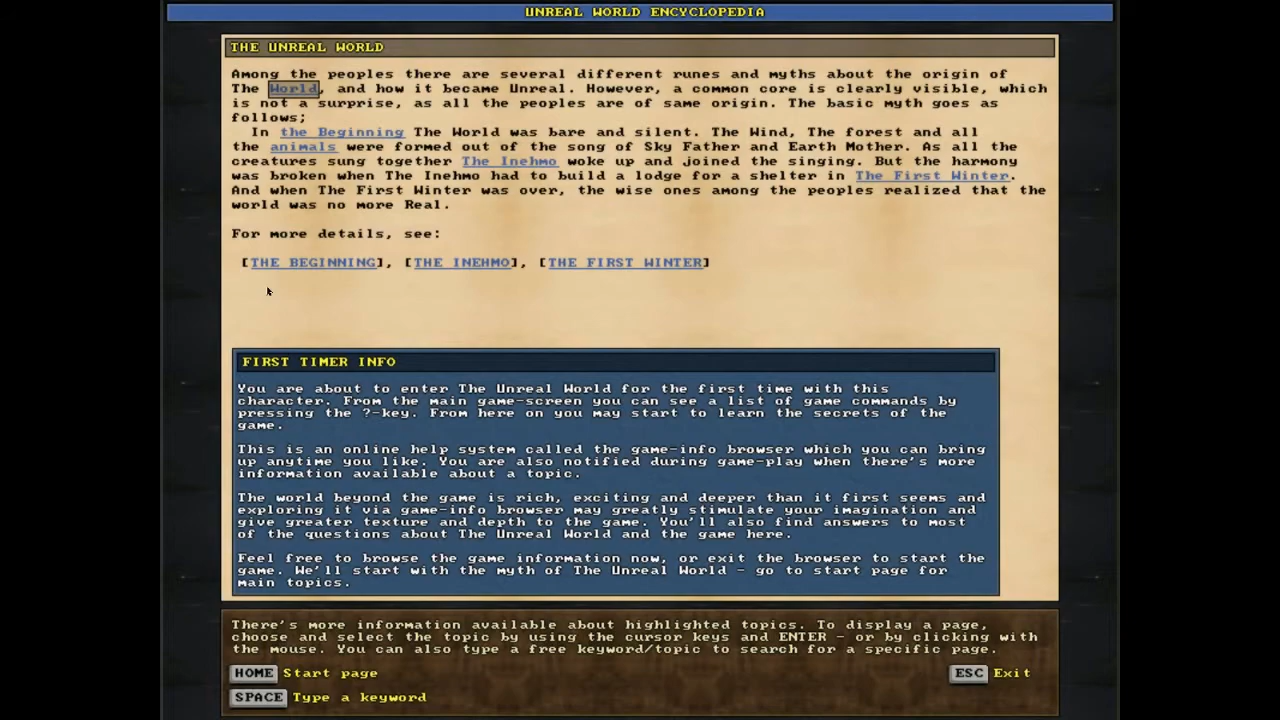 UNREAL WORLD ENCYCLOPEDIA
THE UNREAL WORLD
Among the peoples there are several different runes and myths about the origin of
The World, and how it became Unreal. However, a common core is clearly visible, which
is not a surprise, as all the peoples are of same origin. The basic myth goes as
follows;
In the Beginning The World was bare and silent. The Wind, The forest and all
the animals were formed out of the song of Sky Father and Earth Mother. As all the
creatures sung together The Inehmo woke up and joined the singing. But the harmony
was broken when The Inehmo had to build a lodge for a shelter in The First Winter.
And when The First Winter was over, the wise ones among the peoples realized that the
world was no more Real.
For more details, see:
[THE BEGINNING], [THE INEHMO], [THE FIRST WINTER]
FIRST TIMER INFO
You are about to enter The Unreal World for the first time with this
character. From the main game-screen you can see a list of game commands by
pressing the ?-key. From here on you may start to learn the secrets of the
game.
This is an online help system called the game-info browser which you can bring
up anytime you like. You are also notified during game-play when there's more
information available about a topic.
The world beyond the game is rich, exciting and deeper than it first seems and
exploring it via game-info browser may greatly stimulate your imagination and
give greater texture and depth to the game. You'll also find answers to most
of the questions about The Unreal World and the game here.
Feel free to browse the game information now, or exit the browser to start the
game. We'll start with the myth of The Unreal World - go to start page for
main topics.
There's more information available about highlighted topics. To display a page,
choose and select the topic by using the cursor keys and ENTER - or by clicking with
the mouse. You can also type a free keyword/topic to search for a specific page.
HOME Start page
ESC Exit
SPACE Type a keyword